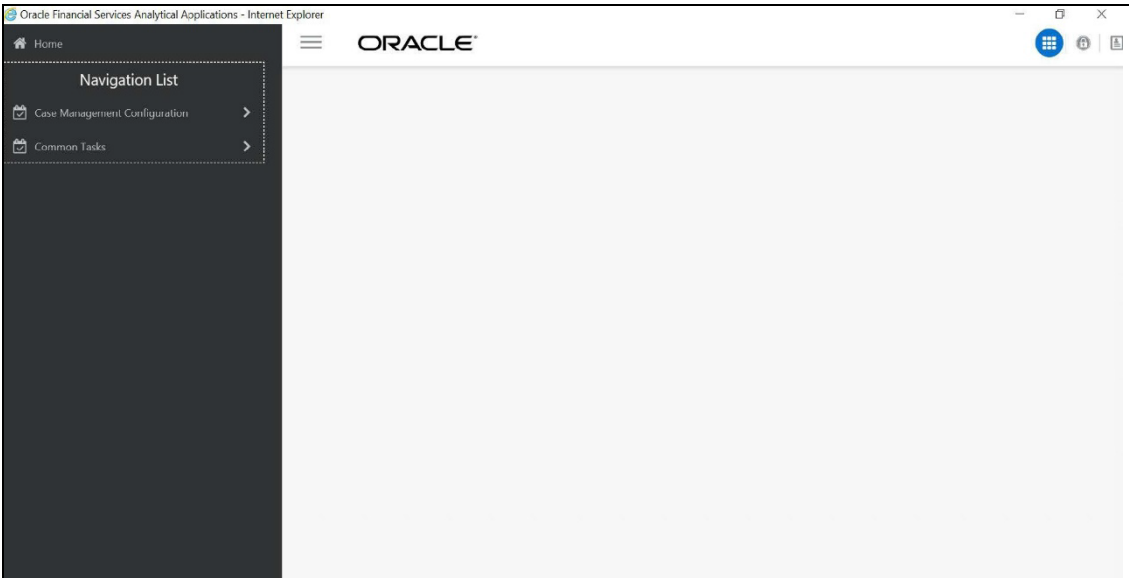 Oracle Financial Services Analytical Applications - Internet Explorer
Home
ORACLE®
Navigation List
Case Management Configuration
Common Tasks